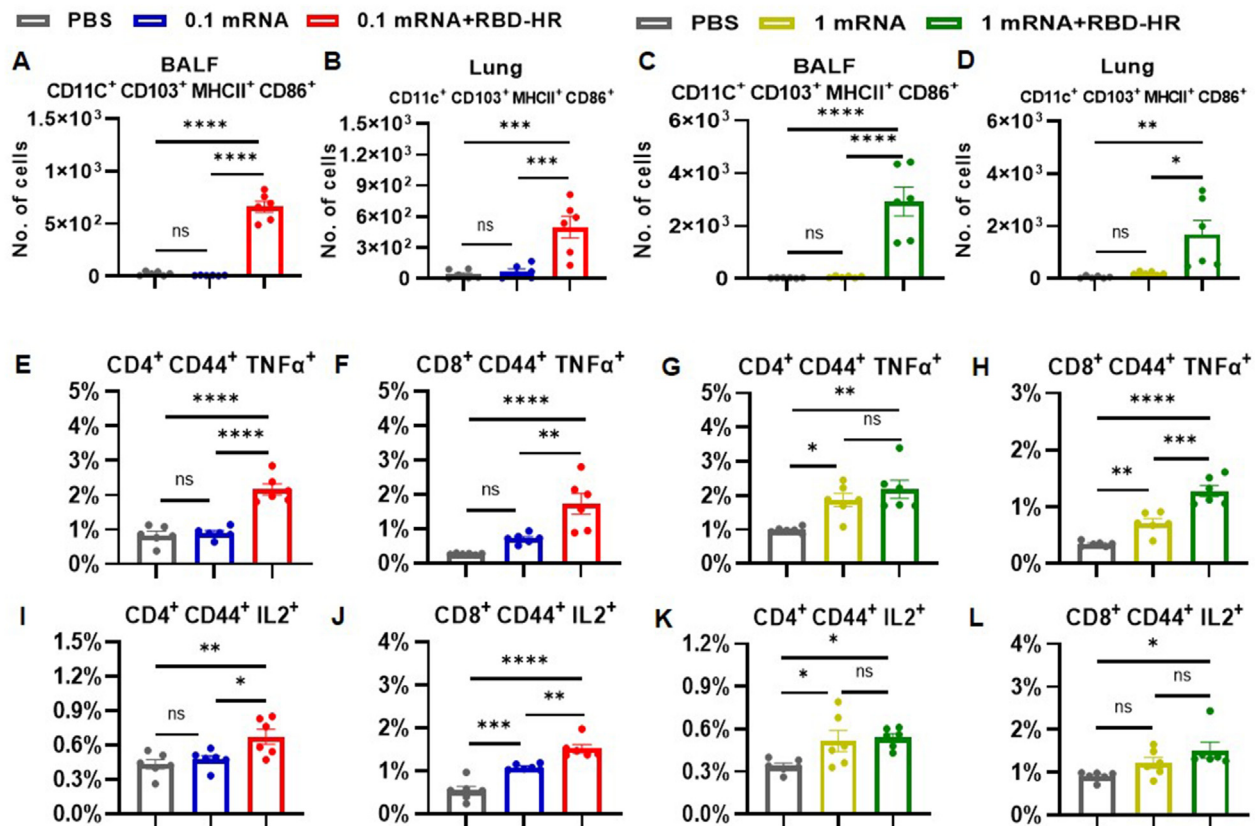 PBS 0.1 mRNA 0.1 mRNA+RBD-HR PBS 1 mRNA 1 mRNA+RBD-HR
A
BALF
CD11C⁺ CD103⁺ MHCII⁺ CD86⁺
No. of cells
1.5×10³
1×10³
5×10²
0
ns
****
****
B
Lung
CD11c⁺ CD103⁺ MHCII⁺ CD86⁺
No. of cells
1.5×10³
1.2×10³
9×10²
6×10²
3×10²
0
ns
***
***
C
BALF
CD11C⁺ CD103⁺ MHCII⁺ CD86⁺
No. of cells
6×10³
4×10³
2×10³
0
ns
****
****
D
Lung
CD11c⁺ CD103⁺ MHCII⁺ CD86⁺
No. of cells
6×10³
4×10³
2×10³
0
ns
**
*
E CD4⁺ CD44⁺ TNFα⁺
5%
4%
3%
2%
1%
0%
ns
****
****
F CD8⁺ CD44⁺ TNFα⁺
5%
4%
3%
2%
1%
0%
ns
****
**
G CD4⁺ CD44⁺ TNFα⁺
5%
4%
3%
2%
1%
0%
*
**
ns
H CD8⁺ CD44⁺ TNFα⁺
3%
2%
1%
0%
**
****
***
I CD4⁺ CD44⁺ IL2⁺
1.5%
1.2%
0.9%
0.6%
0.3%
0.0%
ns
**
*
J CD8⁺ CD44⁺ IL2⁺
4%
3%
2%
1%
0%
***
****
**
K CD4⁺ CD44⁺ IL2⁺
1.2%
0.9%
0.6%
0.3%
0.0%
*
*
ns
L CD8⁺ CD44⁺ IL2⁺
4%
3%
2%
1%
0%
ns
*
ns